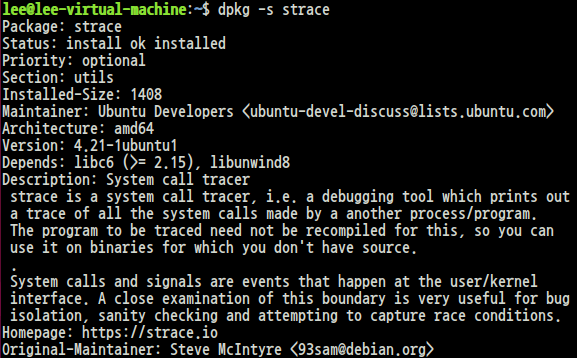 lee@lee-virtual-machine:~$ dpkg -s strace
Package: strace
Status: install ok installed
Priority: optional
Section: utils
Installed-Size: 1408
Maintainer: Ubuntu Developers <ubuntu-devel-discuss@lists.ubuntu.com>
Architecture: amd64
Version: 4.21-1ubuntu1
Depends: libc6 (>= 2.15), libunwind8
Description: System call tracer
 strace is a system call tracer, i.e. a debugging tool which prints out
 a trace of all the system calls made by a another process/program.
 The program to be traced need not be recompiled for this, so you can
 use it on binaries for which you don't have source.
 .
 System calls and signals are events that happen at the user/kernel
 interface. A close examination of this boundary is very useful for bug
 isolation, sanity checking and attempting to capture race conditions.
Homepage: https://strace.io
Original-Maintainer: Steve McIntyre <93sam@debian.org>